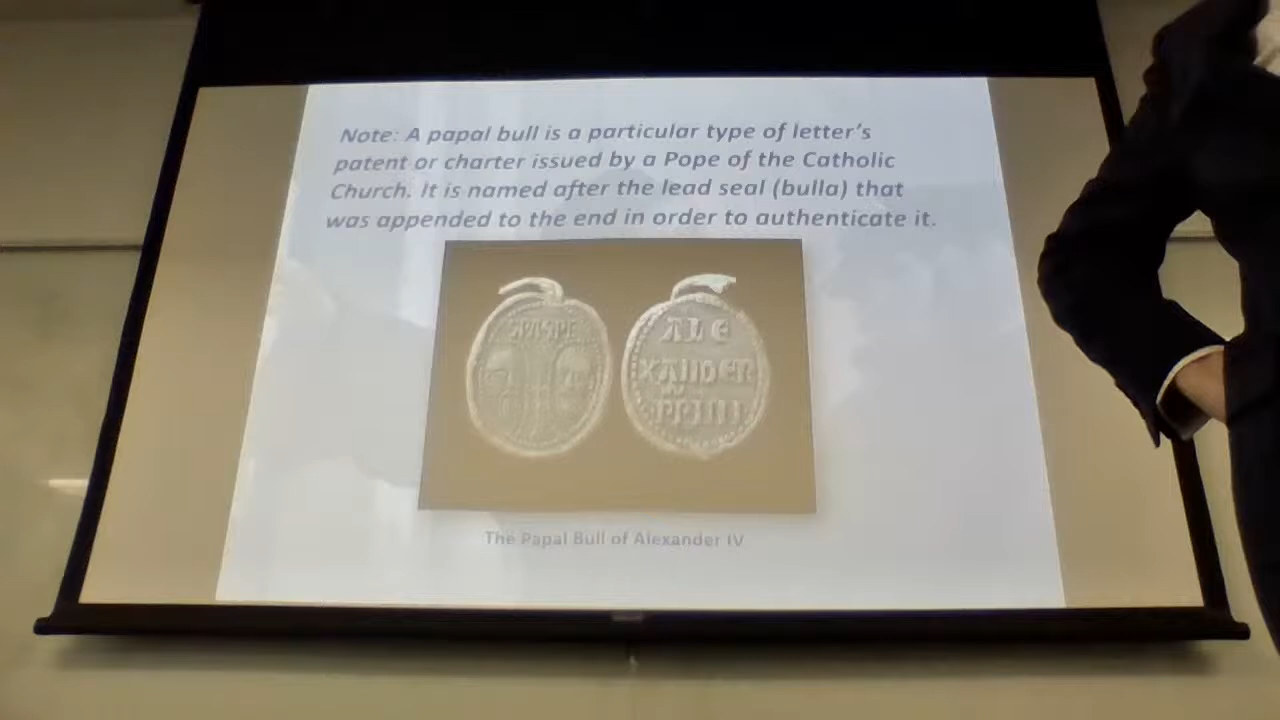 Note: A papal bull is a particular type of letter's
patent or charter issued by a Pope of the Catholic
Church. It is named after the lead seal (bulla) that
was appended to the end in order to authenticate it.
SPASPE
ALE
XANDER
PP IIII
The Papal Bull of Alexander IV